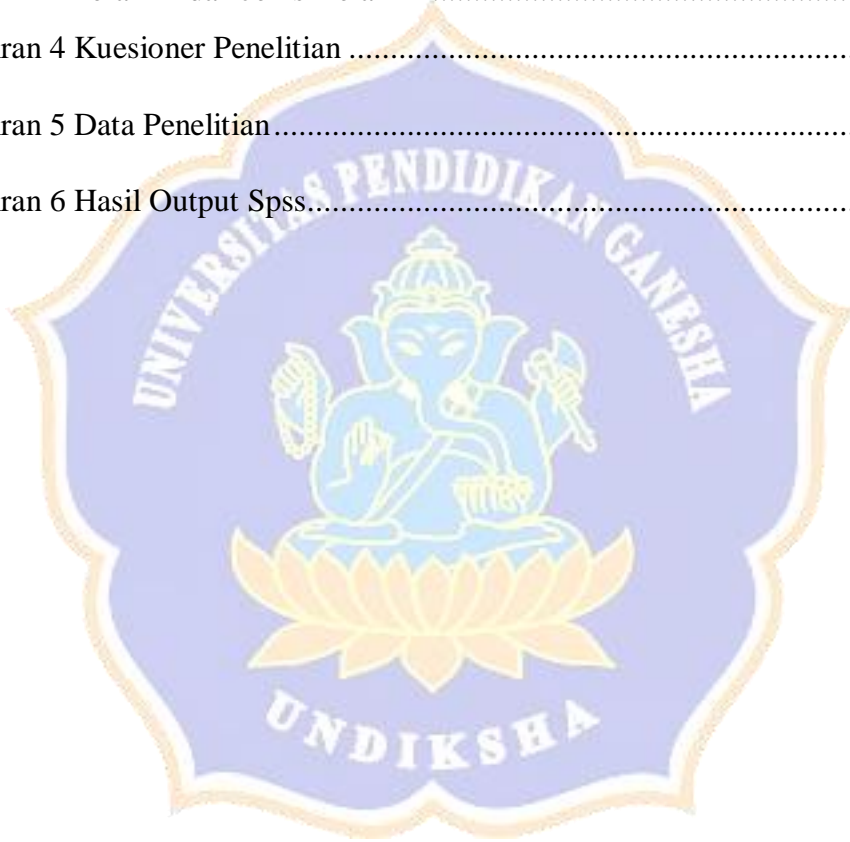 ran 4 Kuesioner Penelitian ........................................................
ran 5 Data Penelitian ................................................................
ran 6 Hasil Output Spss............................................................
UNIVERSITAS PENDIDIKAN GANESHA
UNDIKSHA